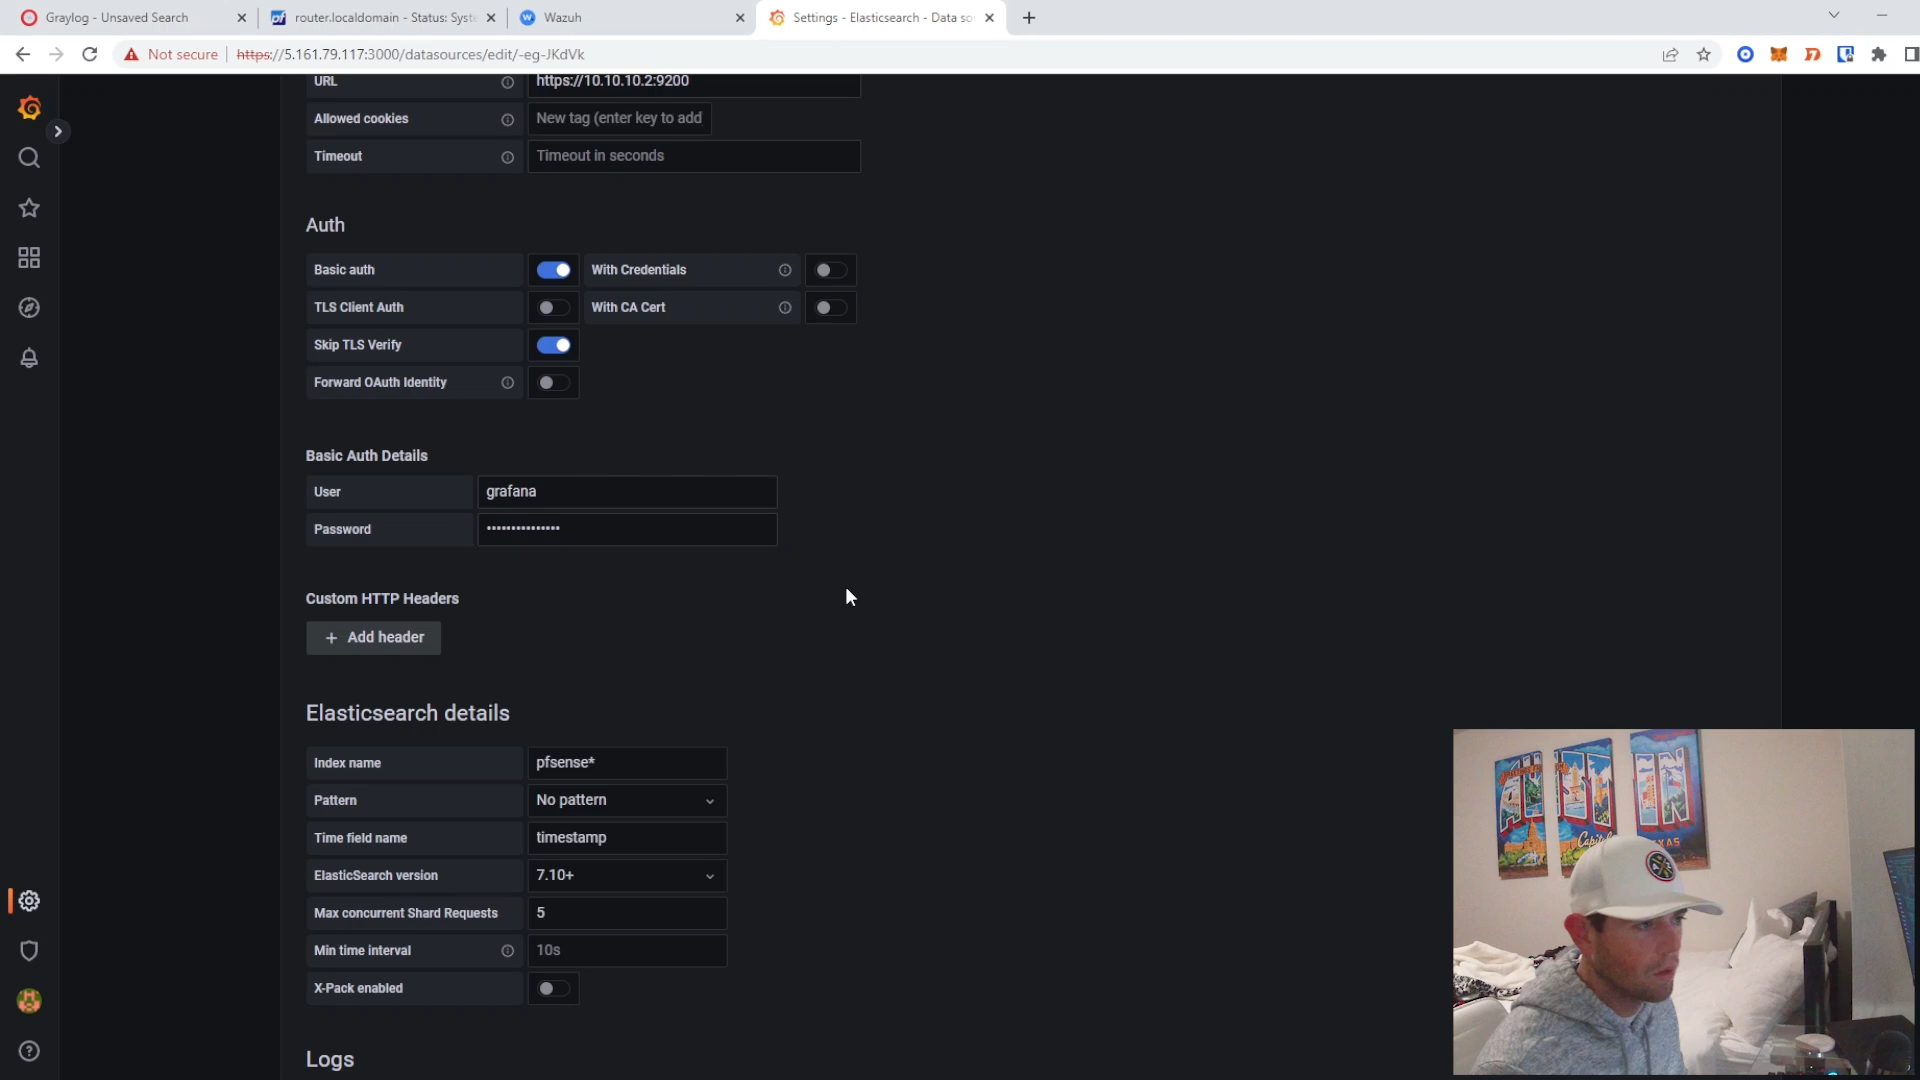 Graylog - Unsaved Search
router.localdomain - Status: Syste
Wazuh
Settings - Elasticsearch - Data so
Not secure
https://5.161.79.117:3000/datasources/edit/-eg-JKdVk
URL
https://10.10.10.2:9200
Allowed cookies
New tag (enter key to add
Timeout
Timeout in seconds
Auth
Basic auth
With Credentials
TLS Client Auth
With CA Cert
Skip TLS Verify
Forward OAuth Identity
Basic Auth Details
User
grafana
Password
•••••••••••••••
Custom HTTP Headers
+ Add header
Elasticsearch details
Index name
pfsense*
Pattern
No pattern
Time field name
timestamp
ElasticSearch version
7.10+
Max concurrent Shard Requests
5
Min time interval
10s
X-Pack enabled
Logs
AUSTIN
Capitol
TEXAS